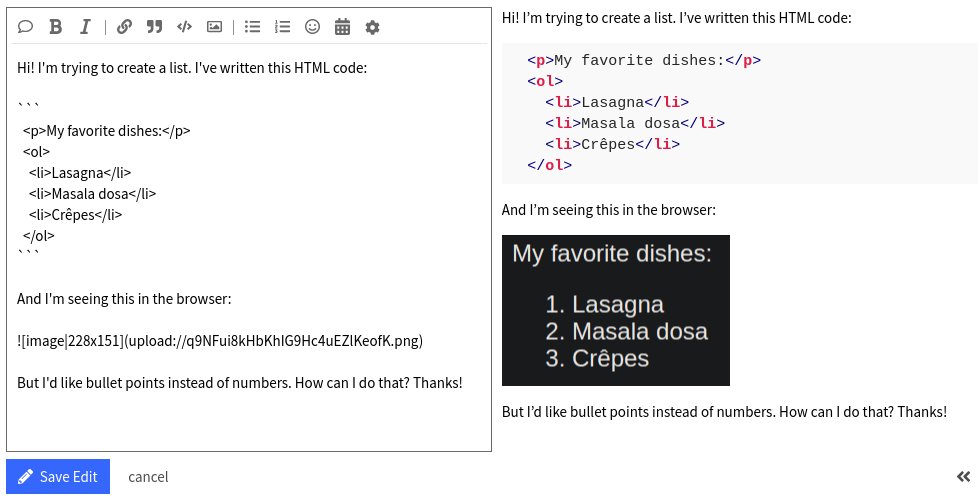 Hi! I'm trying to create a list. I've written this HTML code:
```
<p>My favorite dishes:</p>
<ol>
<li>Lasagna</li>
<li>Masala dosa</li>
<li>Crêpes</li>
</ol>
```
And I'm seeing this in the browser:
![image|228x151](upload://q9NFui8kHbKhIG9Hc4uEZlKeofK.png)
But I'd like bullet points instead of numbers. How can I do that? Thanks!
Save Edit
cancel
Hi! I’m trying to create a list. I’ve written this HTML code:
<p>My favorite dishes:</p>
<ol>
<li>Lasagna</li>
<li>Masala dosa</li>
<li>Crêpes</li>
</ol>
And I’m seeing this in the browser:
My favorite dishes:
1. Lasagna
2. Masala dosa
3. Crêpes
But I’d like bullet points instead of numbers. How can I do that? Thanks!